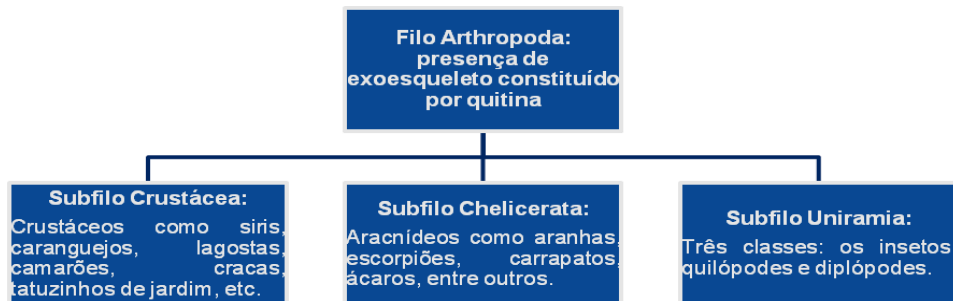 Filo Arthropoda:
presença de
exoesqueleto constituído
por quitina
Subfilo Crustácea:
Crustáceos como siris,
caranguejos, lagostas,
camarões, cracas,
tatuzinhos de jardim, etc.
Subfilo Chelicerata:
Aracnídeos como aranhas,
escorpiões, carrapatos,
ácaros, entre outros.
Subfilo Uniramia:
Três classes: os insetos
quilópodes e diplópodes.